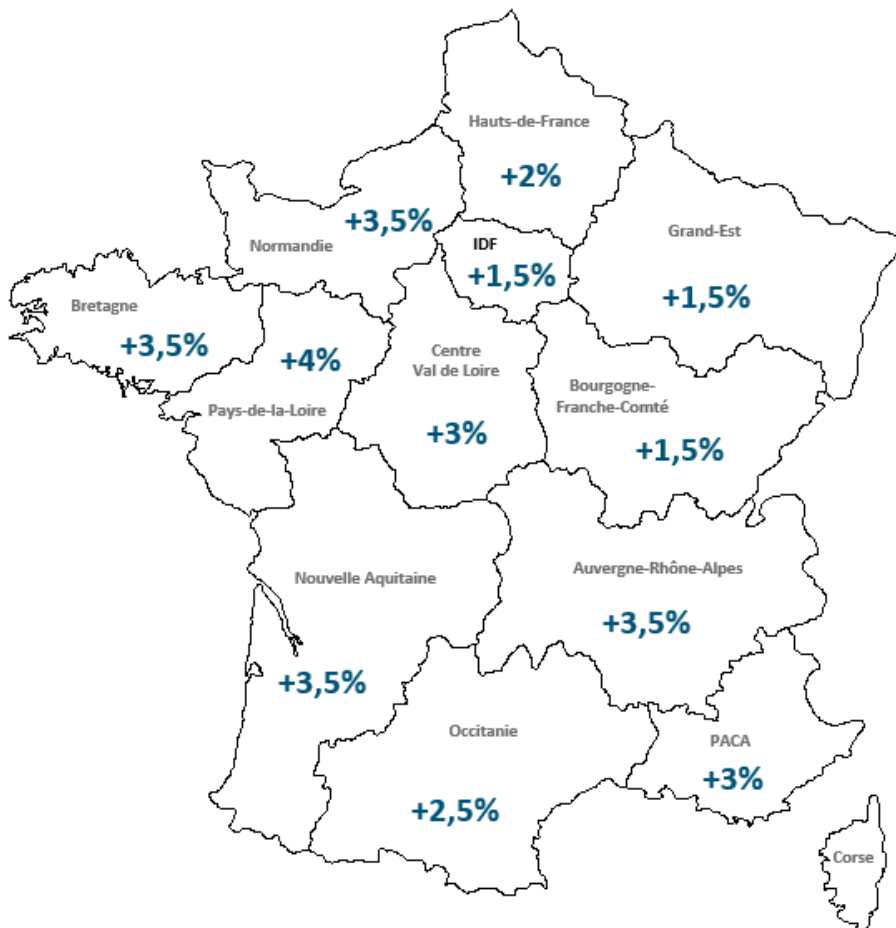 Hauts-de-France
+2%
Normandie
+3,5%
IDF
+1,5%
Grand-Est
+1,5%
Bretagne
+3,5%
+4%
Pays-de-la-Loire
Centre
Val de Loire
+3%
Bourgogne-
Franche-Comté
+1,5%
Nouvelle Aquitaine
+3,5%
Auvergne-Rhône-Alpes
+3,5%
Occitanie
+2,5%
PACA
+3%
Corse